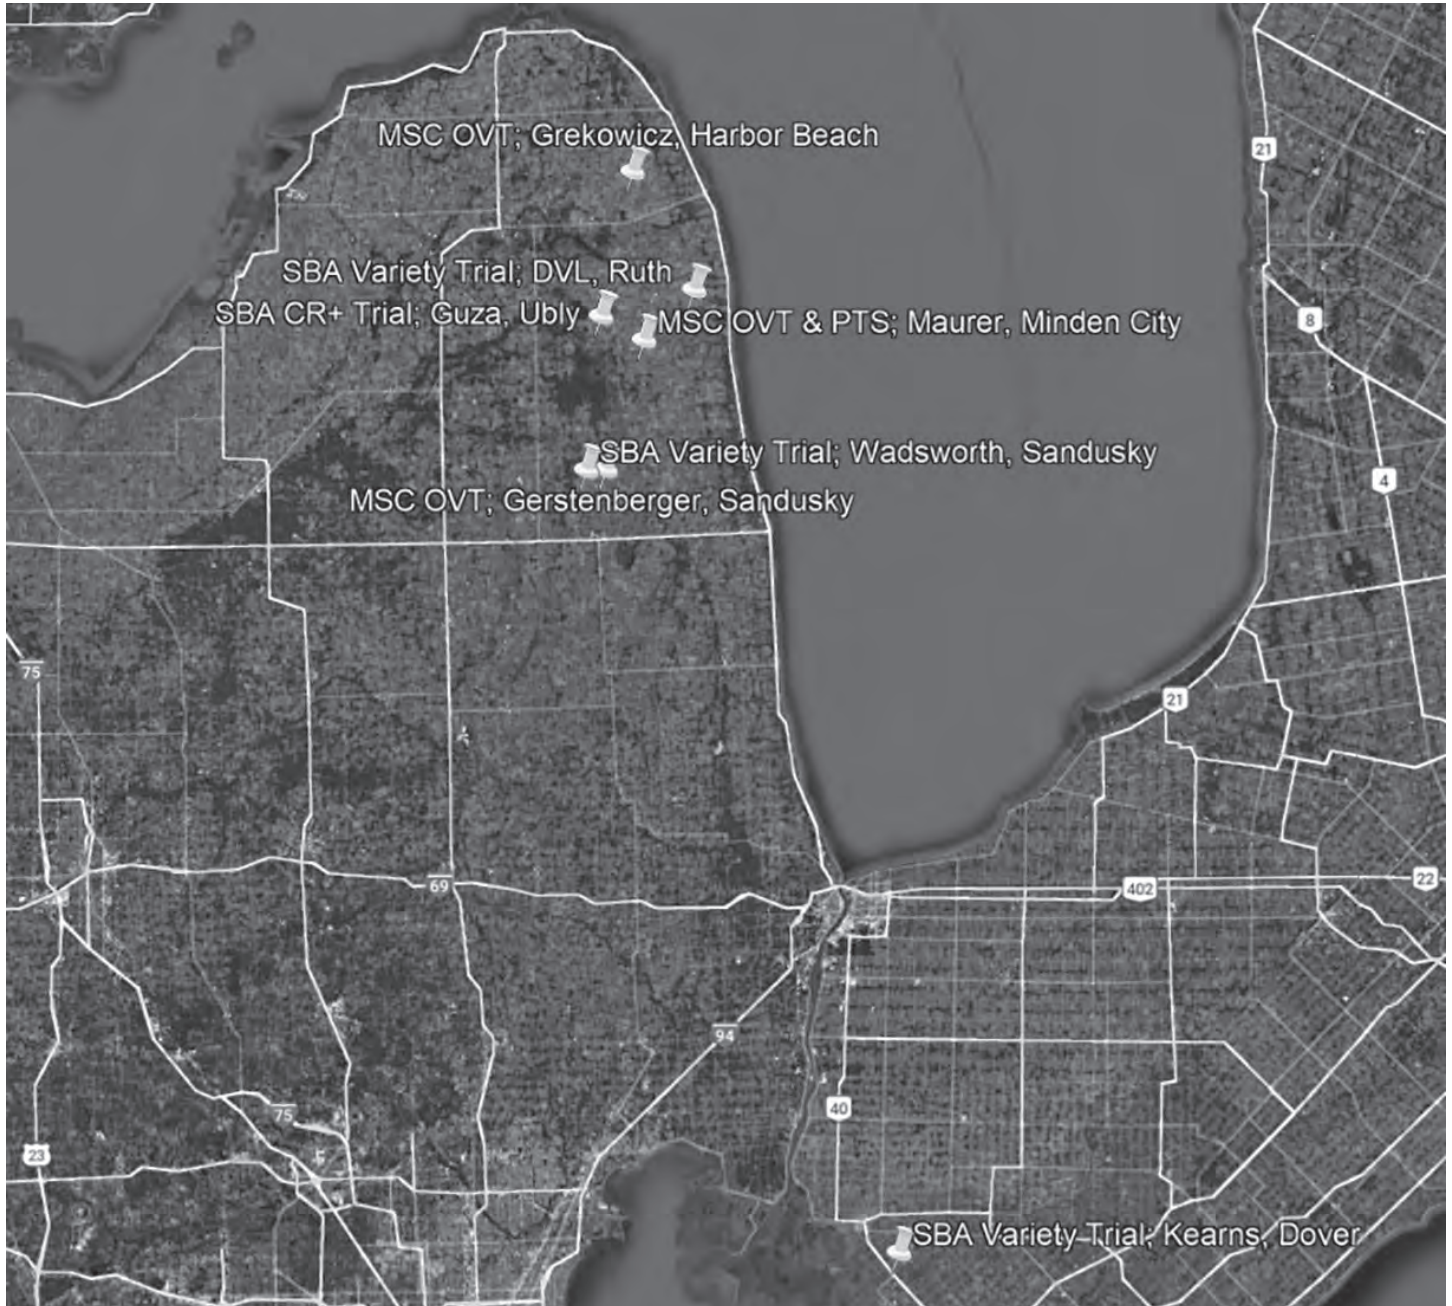 MSC OVT; Grekowicz, Harbor Beach
21
SBA Variety Trial; DVL, Ruth
SBA CR+ Trial; Guza, Ubly
MSC OVT & PTS; Maurer, Minden City
8
SBA Variety Trial; Wadsworth, Sandusky
4
MSC OVT; Gerstenberger, Sandusky
75
21
69
402
22
94
40
75
23
SBA Variety Trial; Kearns, Dover